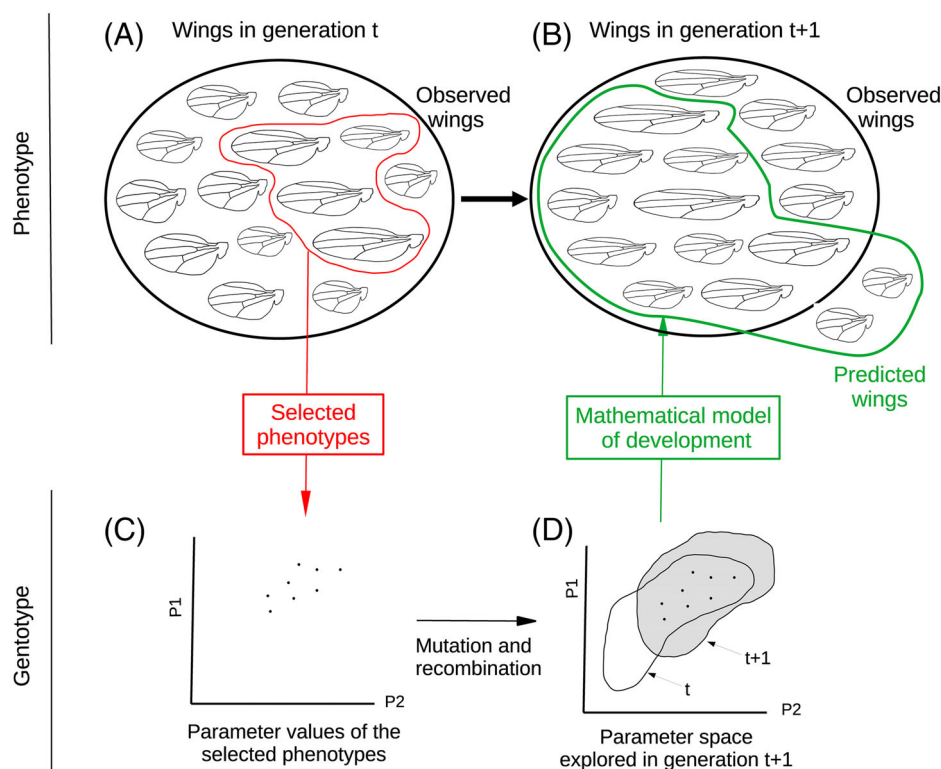 (A) Wings in generation t
(B) Wings in generation t+1
Observed
wings
Observed
wings
Phenotype
Predicted
wings
Selected
phenotypes
Mathematical model
of development
Gentotype
(C)
P1
P2
Parameter values of the
selected phenotypes
Mutation and
recombination
(D)
P1
t+1
t
P2
Parameter space
explored in generation t+1